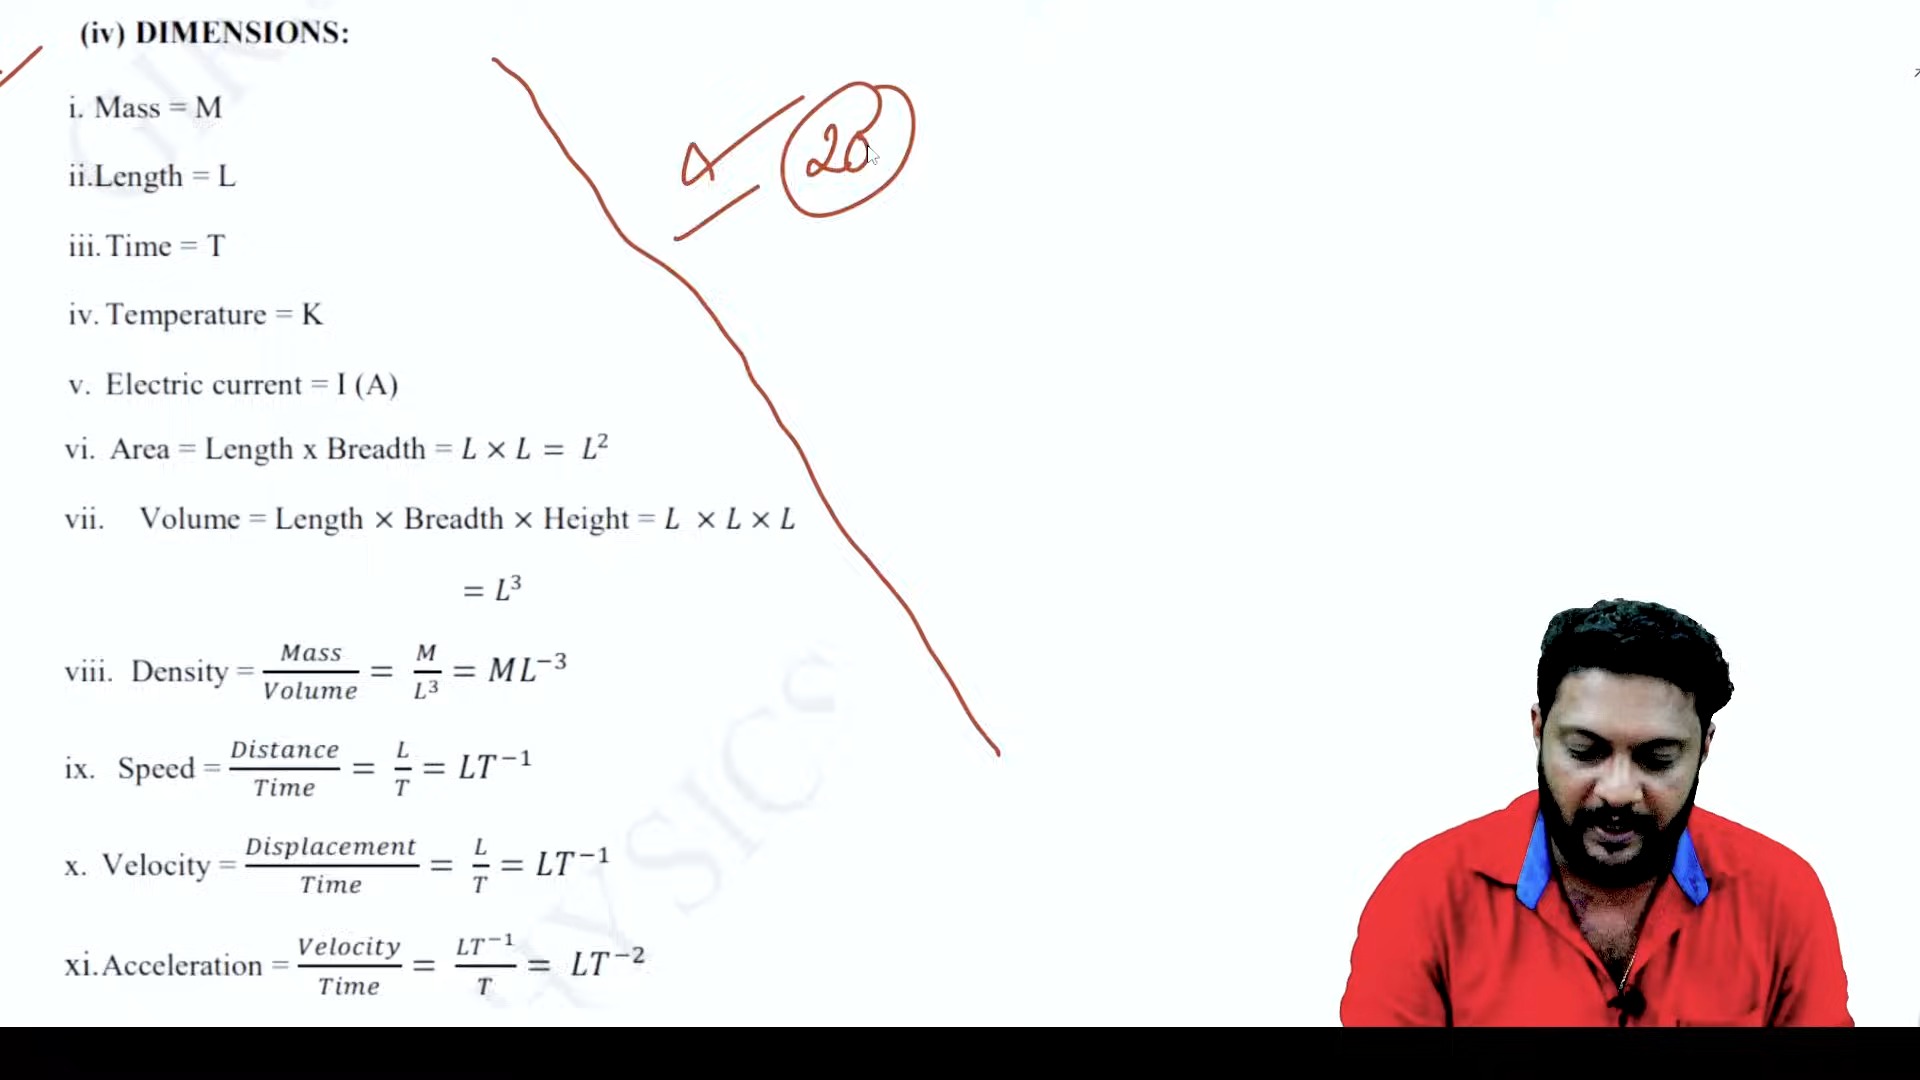 (iv) DIMENSIONS:
i. Mass = M
ii.Length = L
iii. Time = T
iv. Temperature = K
v. Electric current = I (A)
vi. Area = Length x Breadth = L × L = L²
vii. Volume = Length × Breadth × Height = L × L × L
= L³
viii. Density = Mass/Volume = M/L³ = ML⁻³
ix. Speed = Distance/Time = L/T = LT⁻¹
x. Velocity = Displacement/Time = L/T = LT⁻¹
xi. Acceleration = Velocity/Time = LT⁻¹/T = LT⁻²
20
PHYSICS